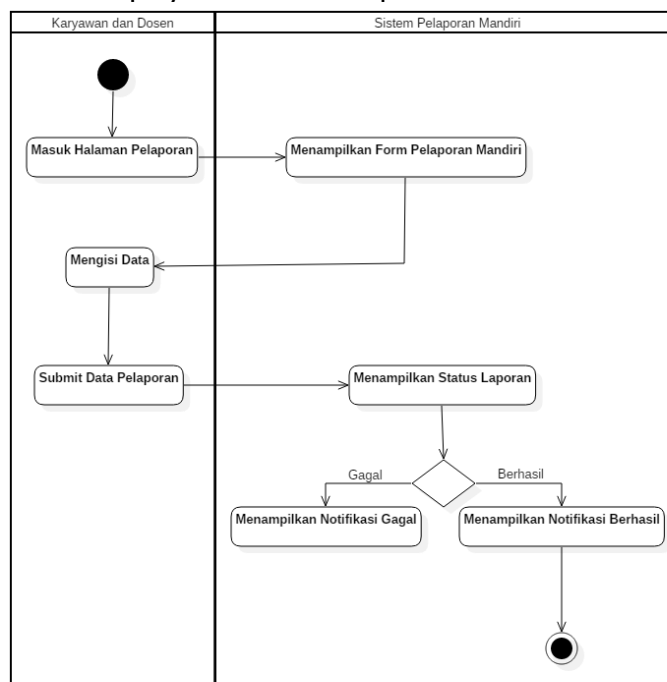 Karyawan dan Dosen
Sistem Pelaporan Mandiri
Masuk Halaman Pelaporan
Menampilkan Form Pelaporan Mandiri
Mengisi Data
Submit Data Pelaporan
Menampilkan Status Laporan
Gagal
Berhasil
Menampilkan Notifikasi Gagal
Menampilkan Notifikasi Berhasil